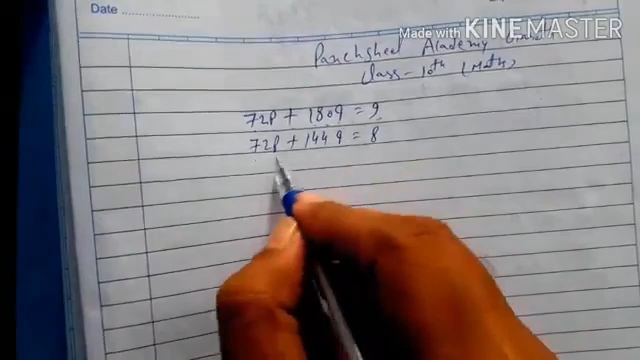 Date
Made with KINEMASTER
Panchsheel Academy
Class - 10th (Math)
72p + 180q = 9
72p + 144q = 8